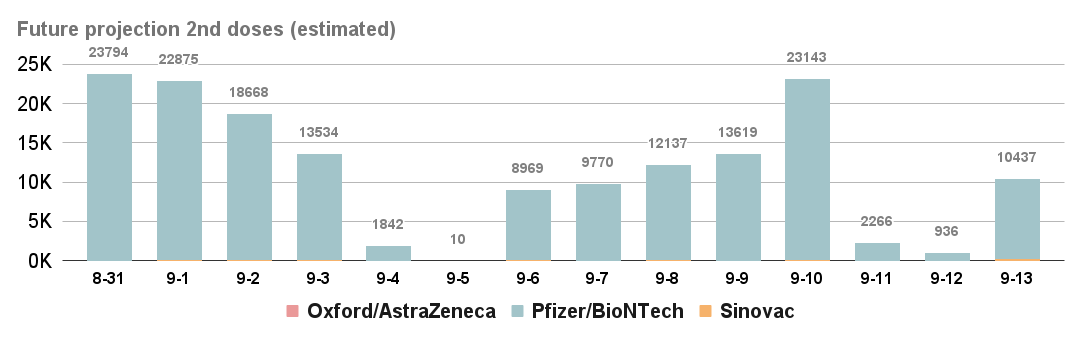 Future projection 2nd doses (estimated)
23794
22875
18668
13534
1842
10
8969
9770
12137
13619
23143
2266
936
10437
25K
20K
15K
10K
5K
0K
8-31 9-1 9-2 9-3 9-4 9-5 9-6 9-7 9-8 9-9 9-10 9-11 9-12 9-13
Oxford/AstraZeneca Pfizer/BioNTech Sinovac